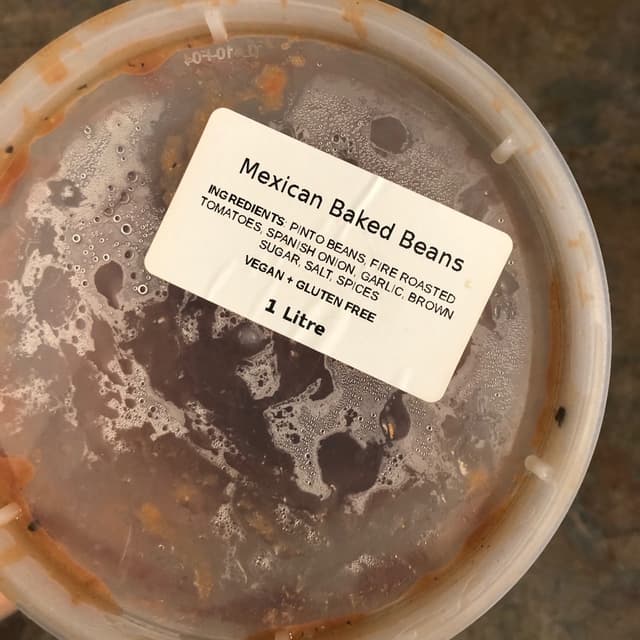 Mexican Baked Beans
INGREDIENTS: PINTO BEANS, FIRE ROASTED
TOMATOES, SPANISH ONION, GARLIC, BROWN
SUGAR, SALT, SPICES
VEGAN + GLUTEN FREE
1 Litre